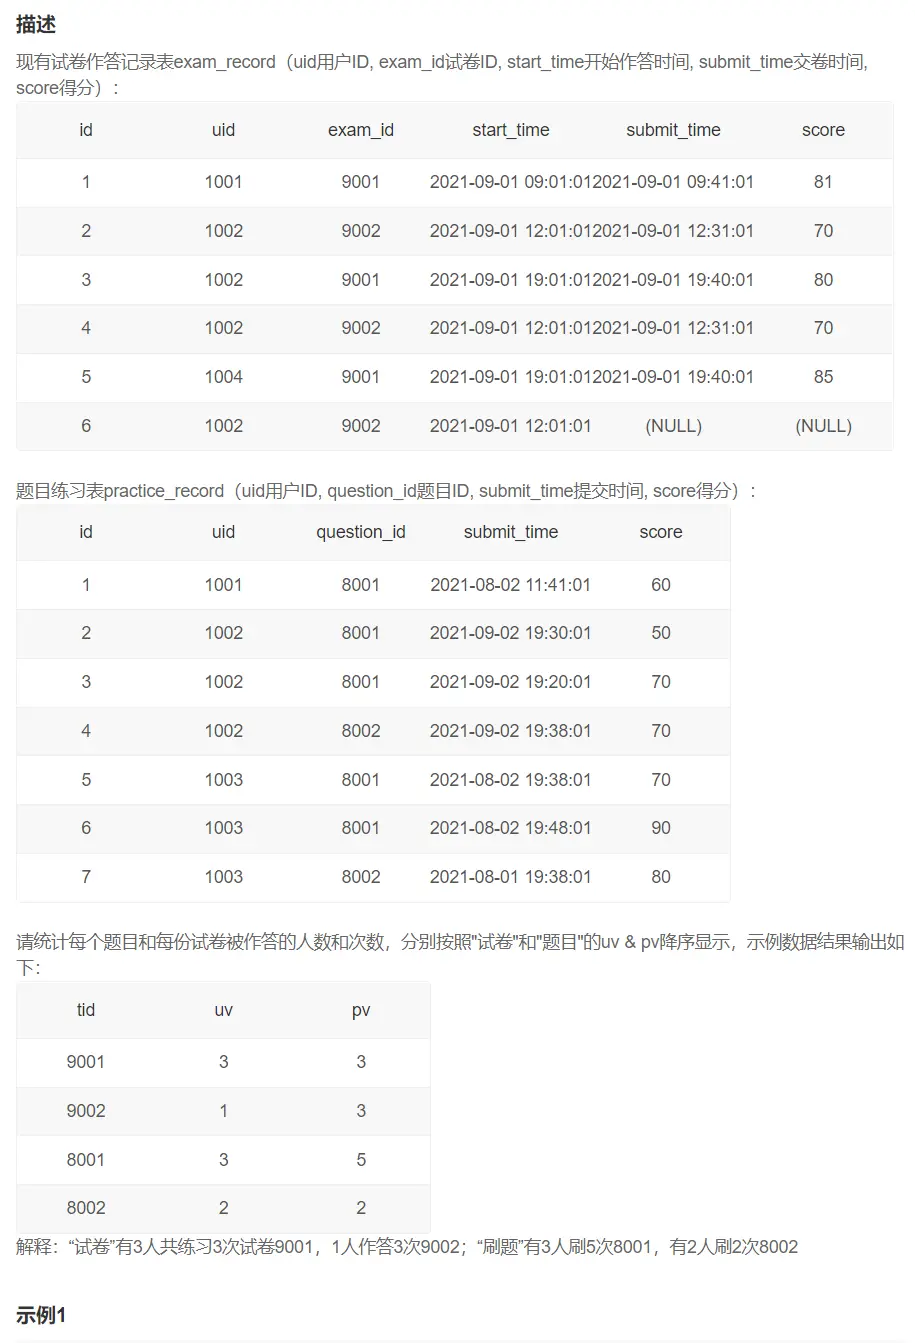 描述
现有试卷作答记录表exam_record（uid用户ID, exam_id试卷ID, start_time开始作答时间, submit_time交卷时间,
score得分）:
id uid exam_id start_time submit_time score
1 1001 9001 2021-09-01 09:01:012021-09-01 09:41:01 81
2 1002 9002 2021-09-01 12:01:012021-09-01 12:31:01 70
3 1002 9001 2021-09-01 19:01:012021-09-01 19:40:01 80
4 1002 9002 2021-09-01 12:01:012021-09-01 12:31:01 70
5 1004 9001 2021-09-01 19:01:012021-09-01 19:40:01 85
6 1002 9002 2021-09-01 12:01:01 (NULL) (NULL)
题目练习表practice_record（uid用户ID, question_id题目ID, submit_time提交时间, score得分）:
id uid question_id submit_time score
1 1001 8001 2021-08-02 11:41:01 60
2 1002 8001 2021-09-02 19:30:01 50
3 1002 8001 2021-09-02 19:20:01 70
4 1002 8002 2021-09-02 19:38:01 70
5 1003 8001 2021-08-02 19:38:01 70
6 1003 8001 2021-08-02 19:48:01 90
7 1003 8002 2021-08-01 19:38:01 80
请统计每个题目和每份试卷被作答的人数和次数，分别按照"试卷"和"题目"的uv & pv降序显示，示例数据结果输出如
下：
tid uv pv
9001 3 3
9002 1 3
8001 3 5
8002 2 2
解释：“试卷”有3人共练习3次试卷9001，1人作答3次9002；“刷题”有3人刷5次8001，有2人刷2次8002
示例1